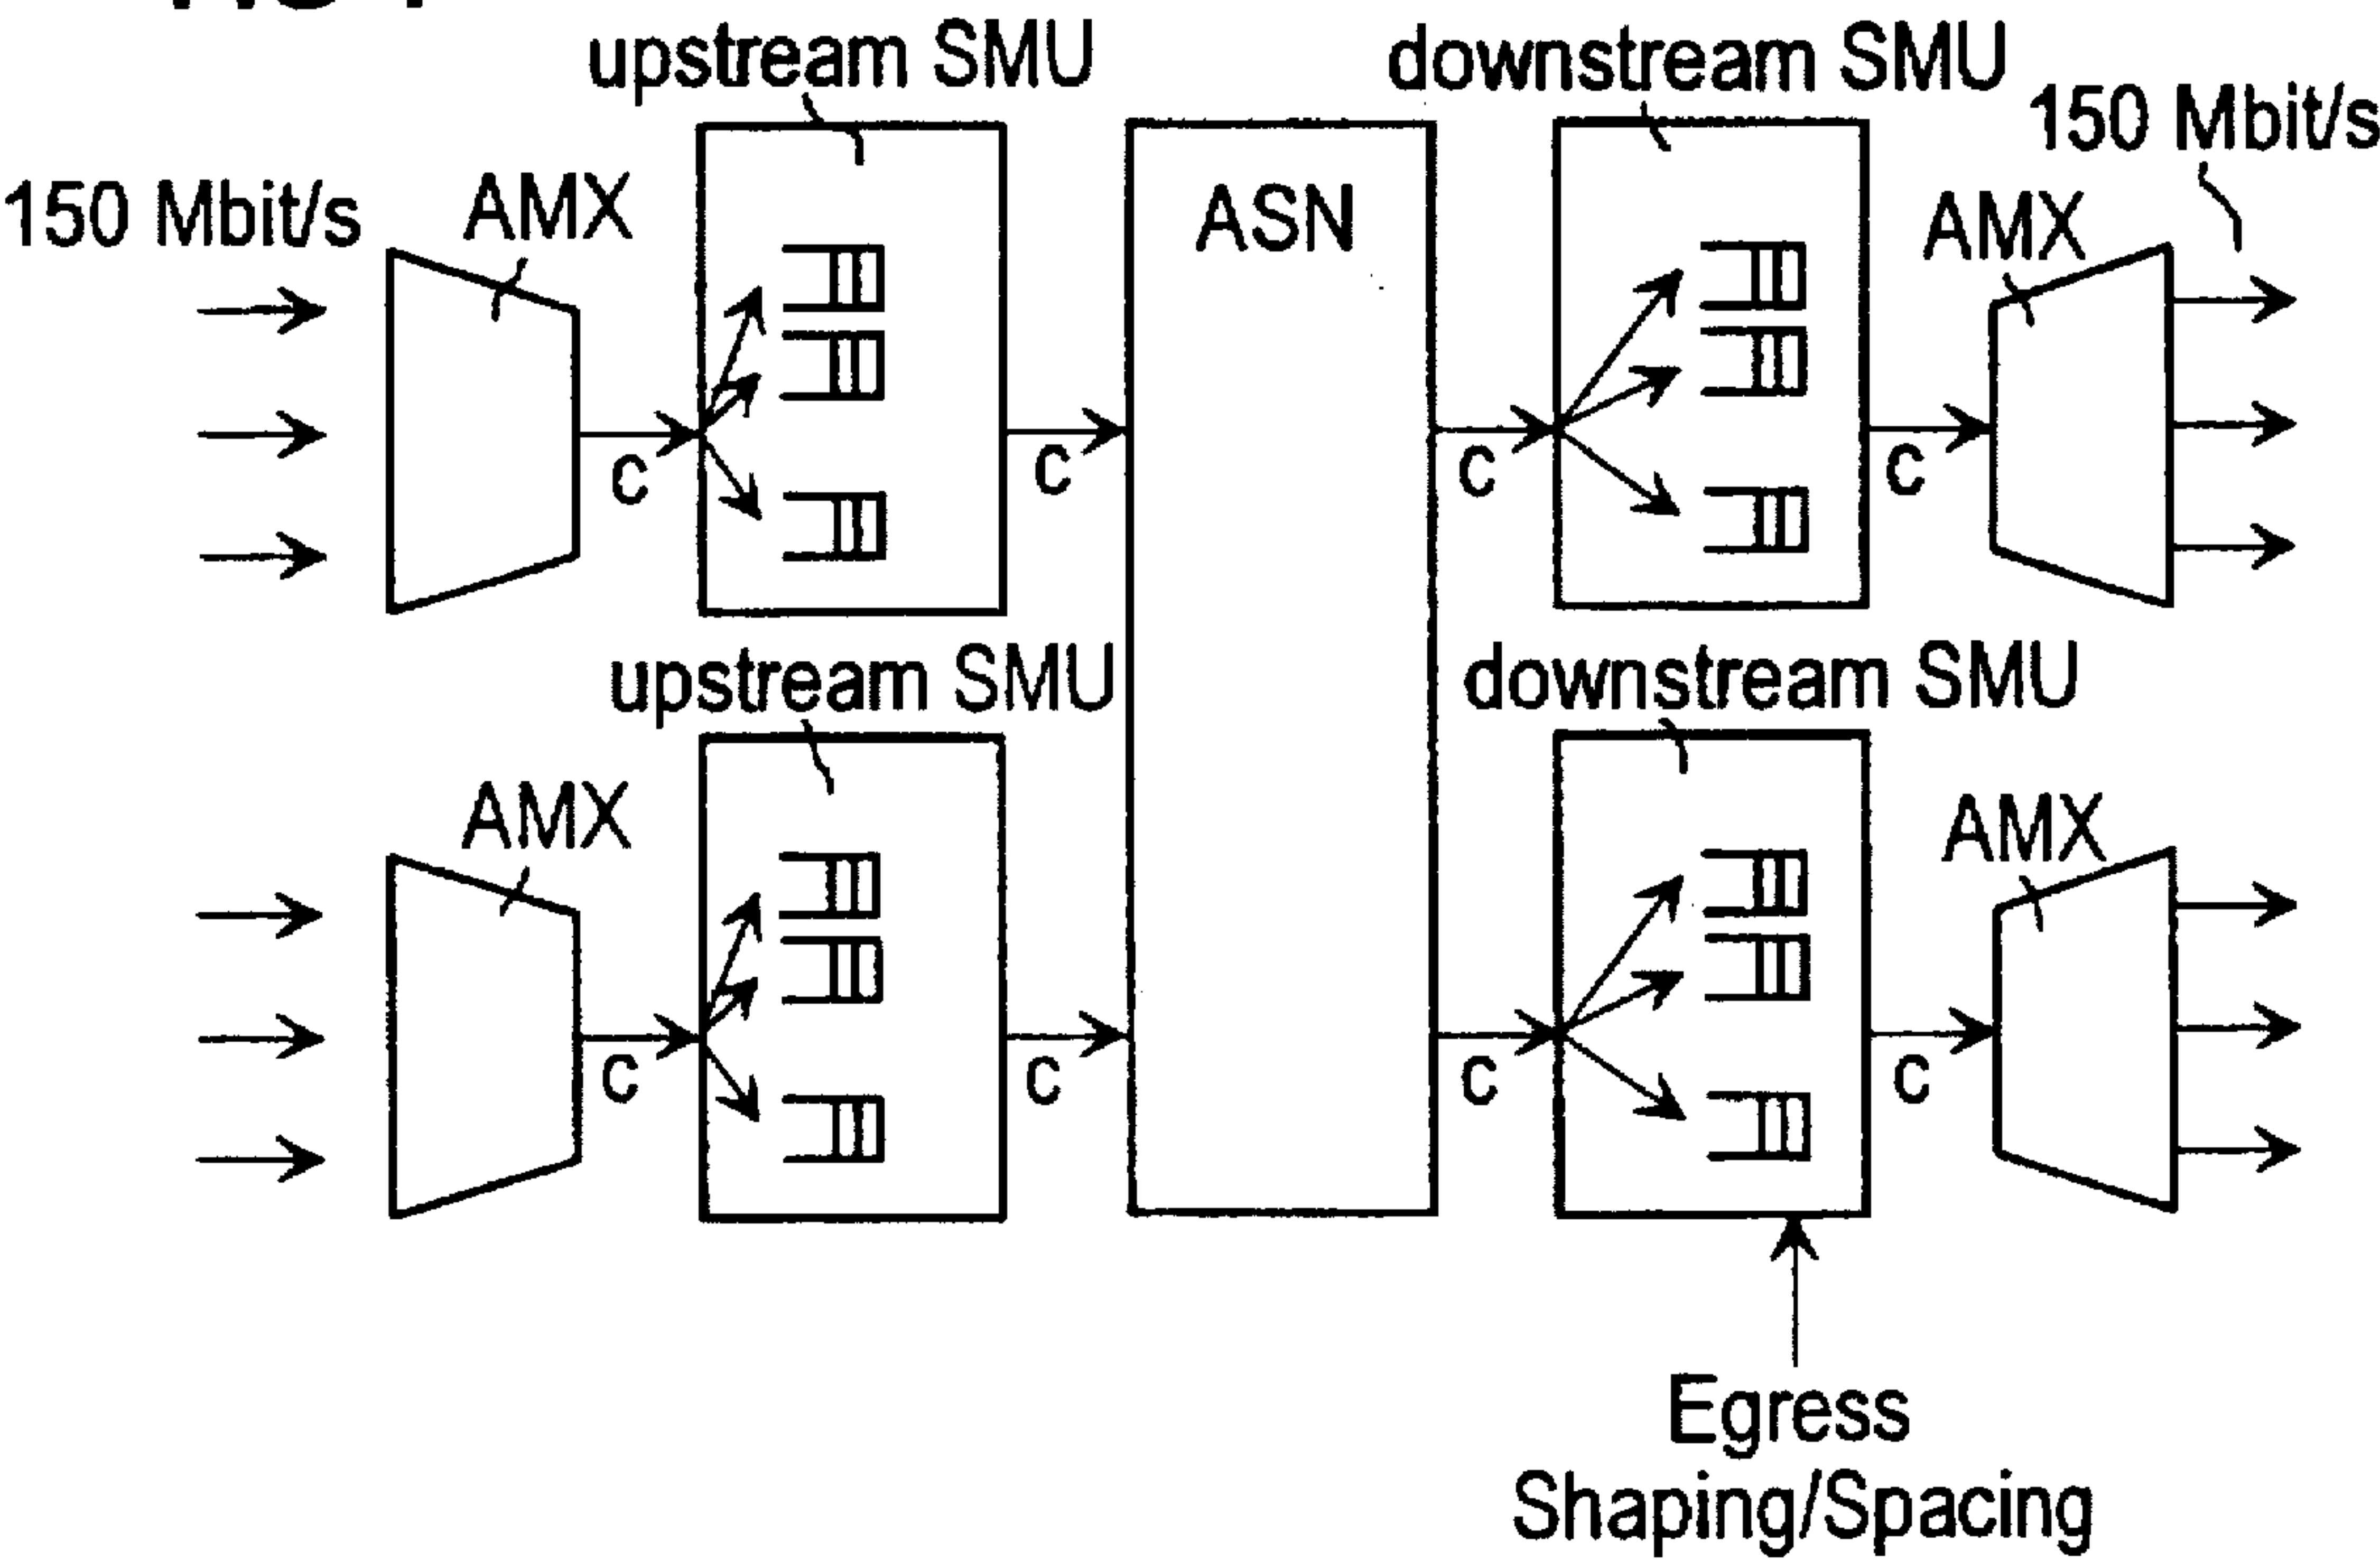 upstream SMU
downstream SMU
150 Mbit/s
150 Mbit/s
AMX
ASN
AMX
C
C
C
C
upstream SMU
downstream SMU
AMX
AMX
C
C
C
C
Egress
Shaping/Spacing